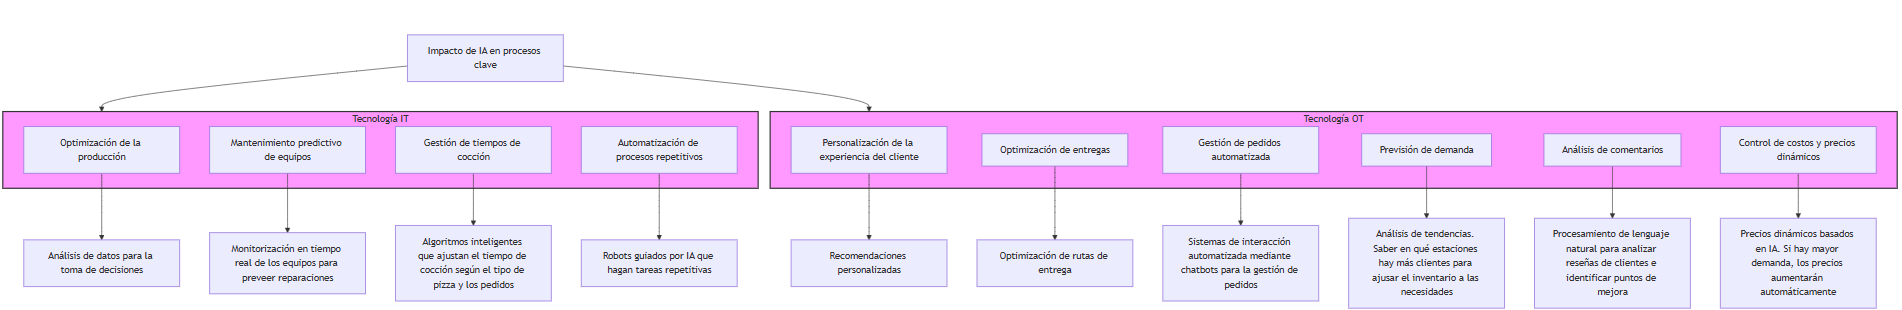 Impacto de IA en procesos
clave
Tecnología IT
Optimización de la
producción
Mantenimiento predictivo
de equipos
Gestión de tiempos de
cocción
Automatización de
procesos repetitivos
Análisis de datos para la
toma de decisiones
Monitorización en tiempo
real de los equipos para
preveer reparaciones
Algoritmos inteligentes
que ajustan el tiempo de
cocción según el tipo de
pizza y los pedidos
Robots guiados por IA que
hagan tareas repetitivas
Tecnología OT
Personalización de la
experiencia del cliente
Optimización de entregas
Gestión de pedidos
automatizada
Previsión de demanda
Análisis de comentarios
Control de costos y precios
dinámicos
Recomendaciones
personalizadas
Optimización de rutas de
entrega
Sistemas de interacción
automatizada mediante
chatbots para la gestión de
pedidos
Análisis de tendencias.
Saber en qué estaciones
hay más clientes para
ajusar el inventario a las
necesidades
Procesamiento de lenguaje
natural para analizar
reseñas de clientes e
identificar puntos de
mejora
Precios dinámicos basados
en IA. Si hay mayor
demanda, los precios
aumentarán
automáticamente